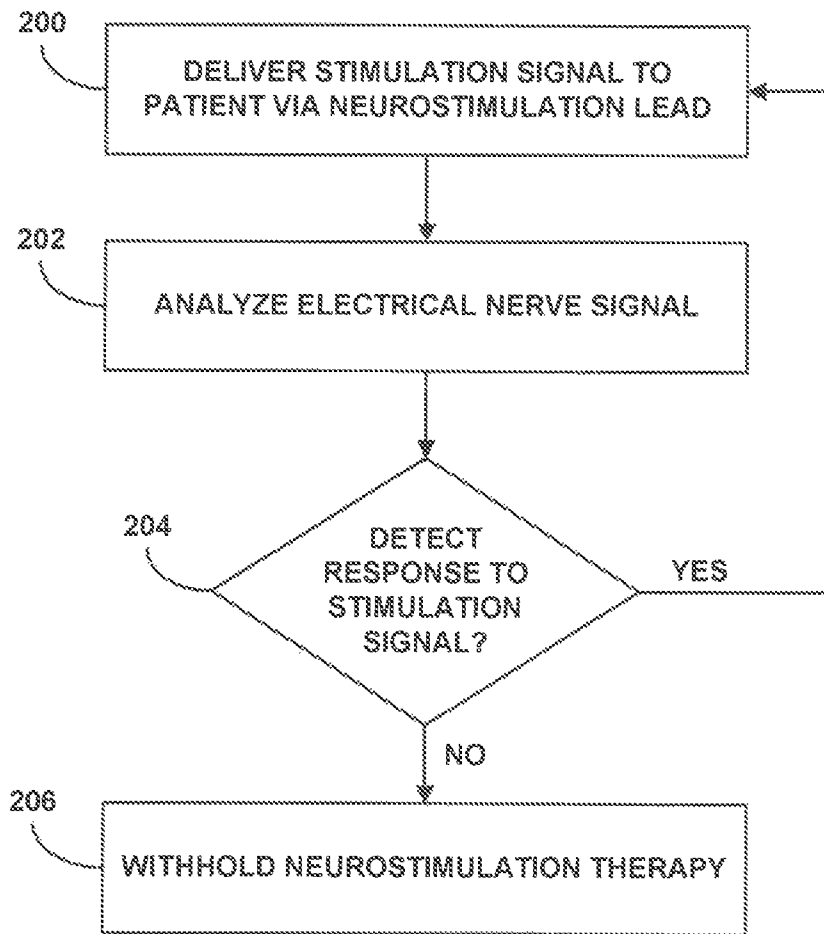 200
DELIVER STIMULATION SIGNAL TO
PATIENT VIA NEUROSTIMULATION LEAD
202
ANALYZE ELECTRICAL NERVE SIGNAL
204
DETECT
RESPONSE TO
STIMULATION
SIGNAL?
YES
NO
206
WITHHOLD NEUROSTIMULATION THERAPY